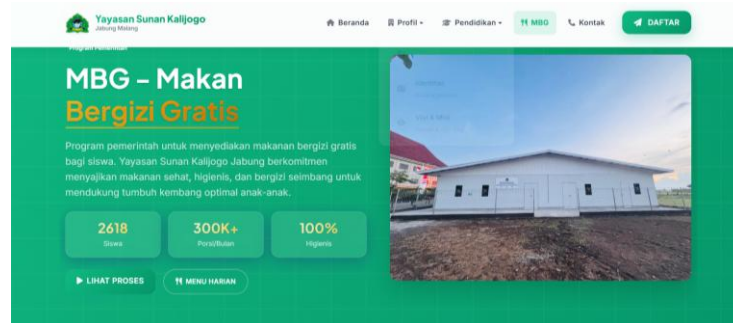 Yayasan Sunan Kalijogo
Jabung Malang
Beranda
Profil
Pendidikan
MBG
Kontak
DAFTAR
Program Pemerintah
MBG – Makan
Bergizi Gratis
Program pemerintah untuk menyediakan makanan bergizi gratis
bagi siswa. Yayasan Sunan Kalijogo Jabung berkomitmen
menyajikan makanan sehat, higienis, dan bergizi seimbang untuk
mendukung tumbuh kembang optimal anak-anak.
2618
Siswa
300K+
Porsi/Bulan
100%
Higienis
LIHAT PROSES
MENU HARIAN